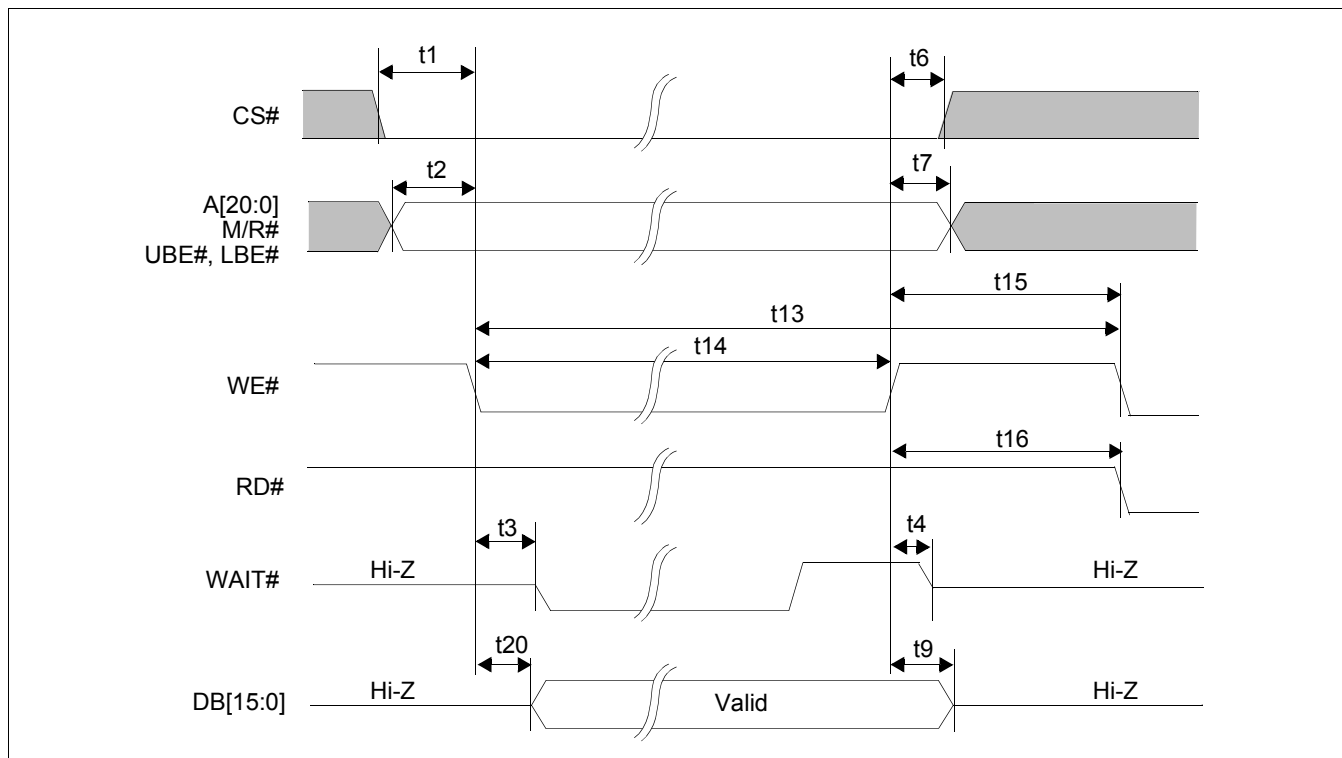 t1
t6
CS#
t2
t7
A[20:0]
M/R#
UBE#, LBE#
t15
t13
t14
WE#
t16
RD#
t3
t4
WAIT#
Hi-Z
Hi-Z
t20
t9
DB[15:0]
Hi-Z
Valid
Hi-Z